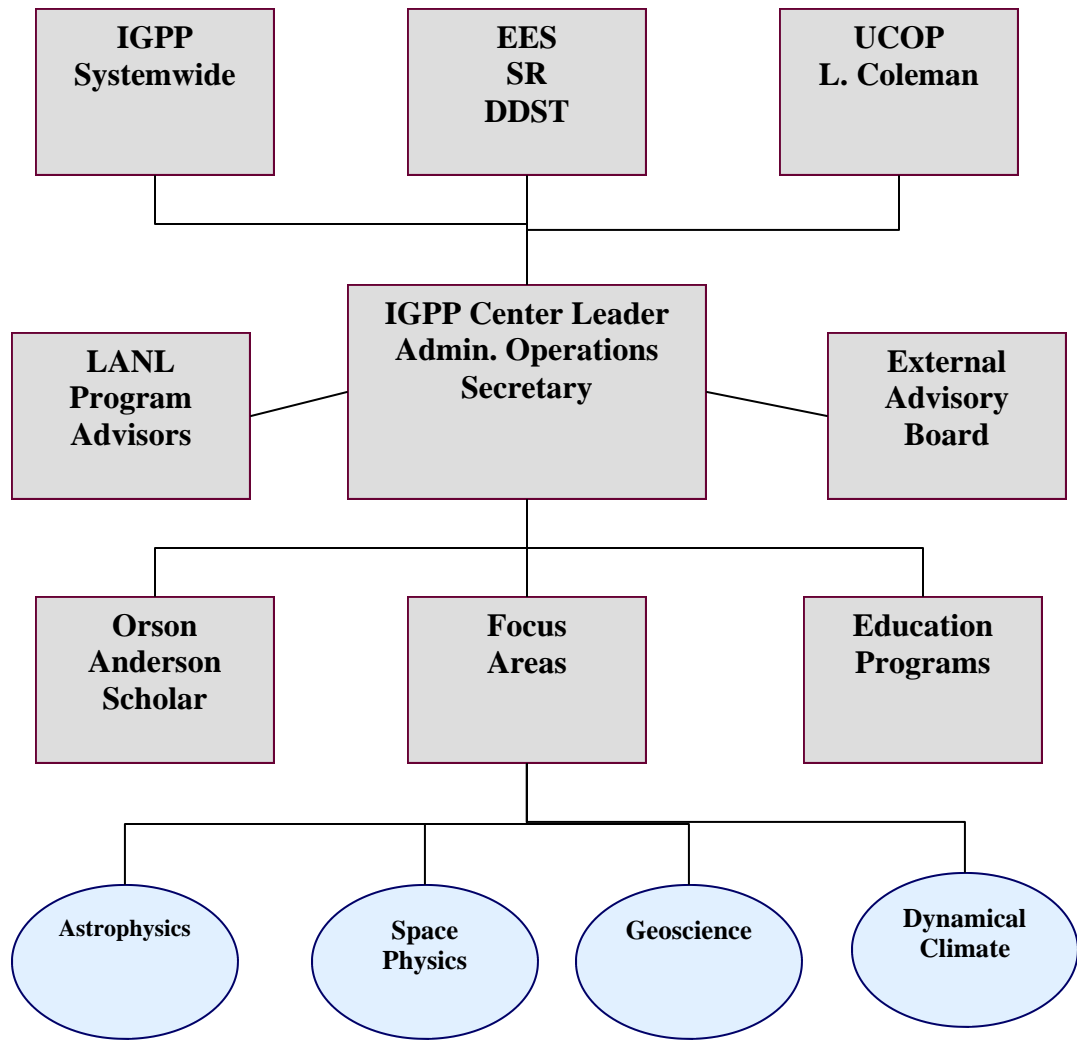 IGPP
Systemwide
EES
SR
DDST
UCOP
L. Coleman
IGPP Center Leader
Admin. Operations
Secretary
LANL
Program
Advisors
External
Advisory
Board
Orson
Anderson
Scholar
Focus
Areas
Education
Programs
Astrophysics
Space
Physics
Geoscience
Dynamical
Climate